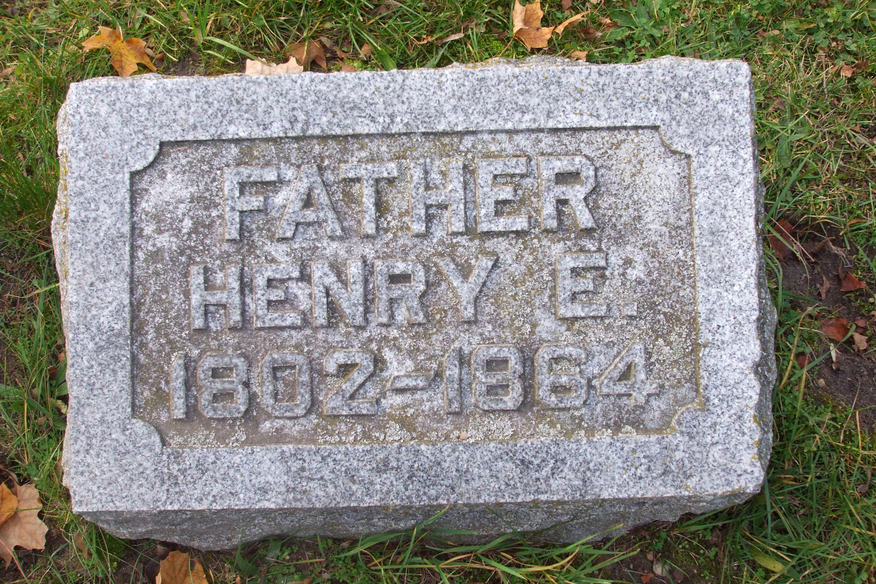 FATHER
HENRY E.
1802-1864